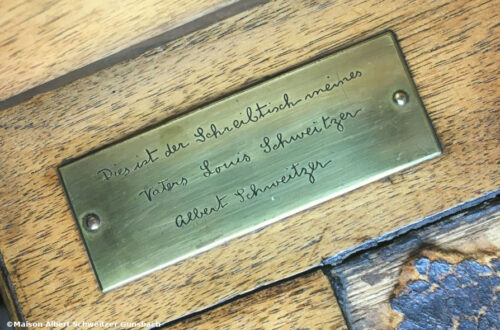 Dies ist der Schreibtisch meines
Vaters Louis Schweitzer
Albert Schweitzer
©Maison Albert Schweitzer Gunsbach